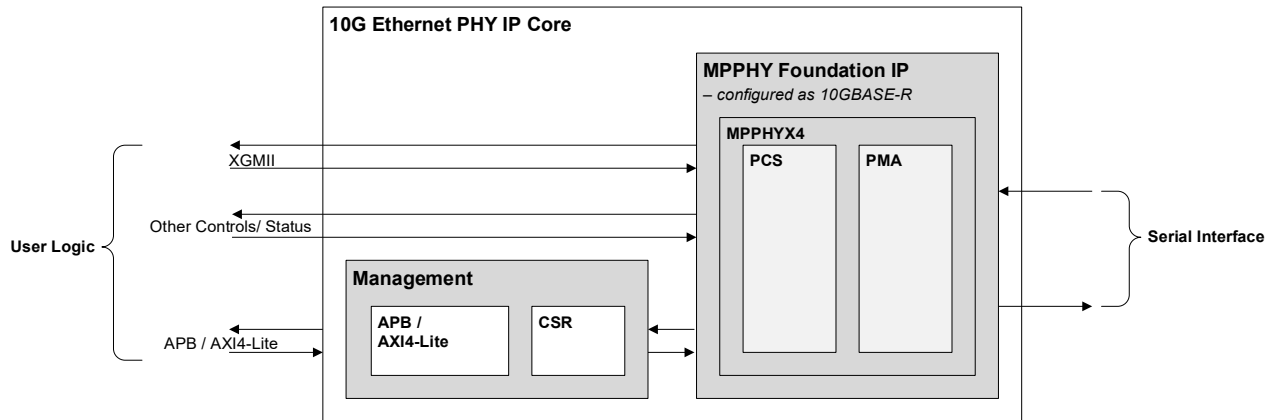 10G Ethernet PHY IP Core
MPPHY Foundation IP
– configured as 10GBASE-R
MPPHYX4
PCS
PMA
XGMII
Other Controls/ Status
User Logic
Serial Interface
Management
APB /
AXI4-Lite
CSR
APB / AXI4-Lite